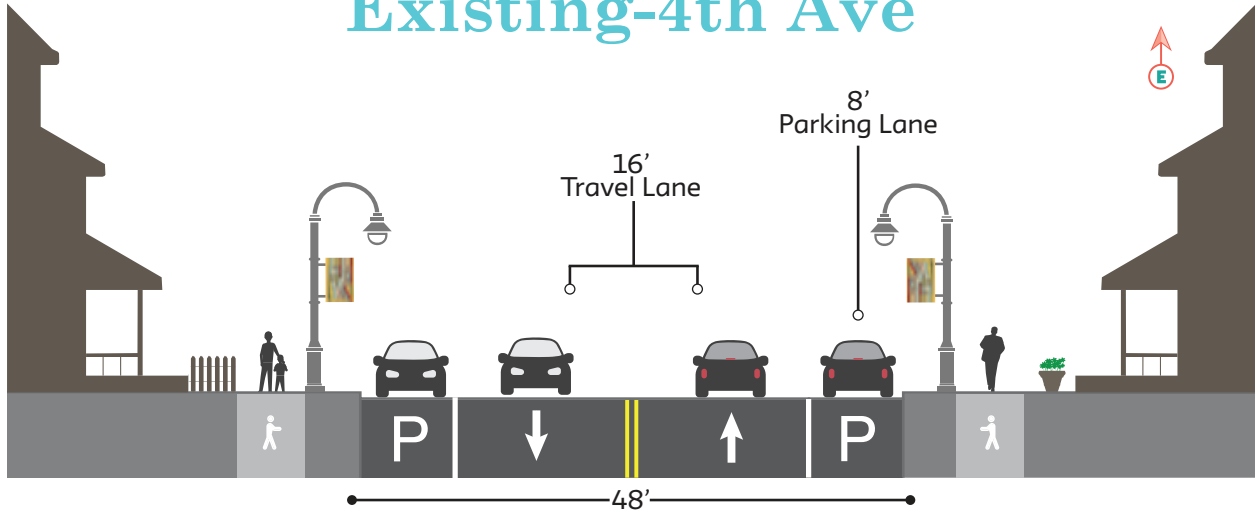 Existing-4th Ave
E
8’
Parking Lane
16’
Travel Lane
P
P
48’